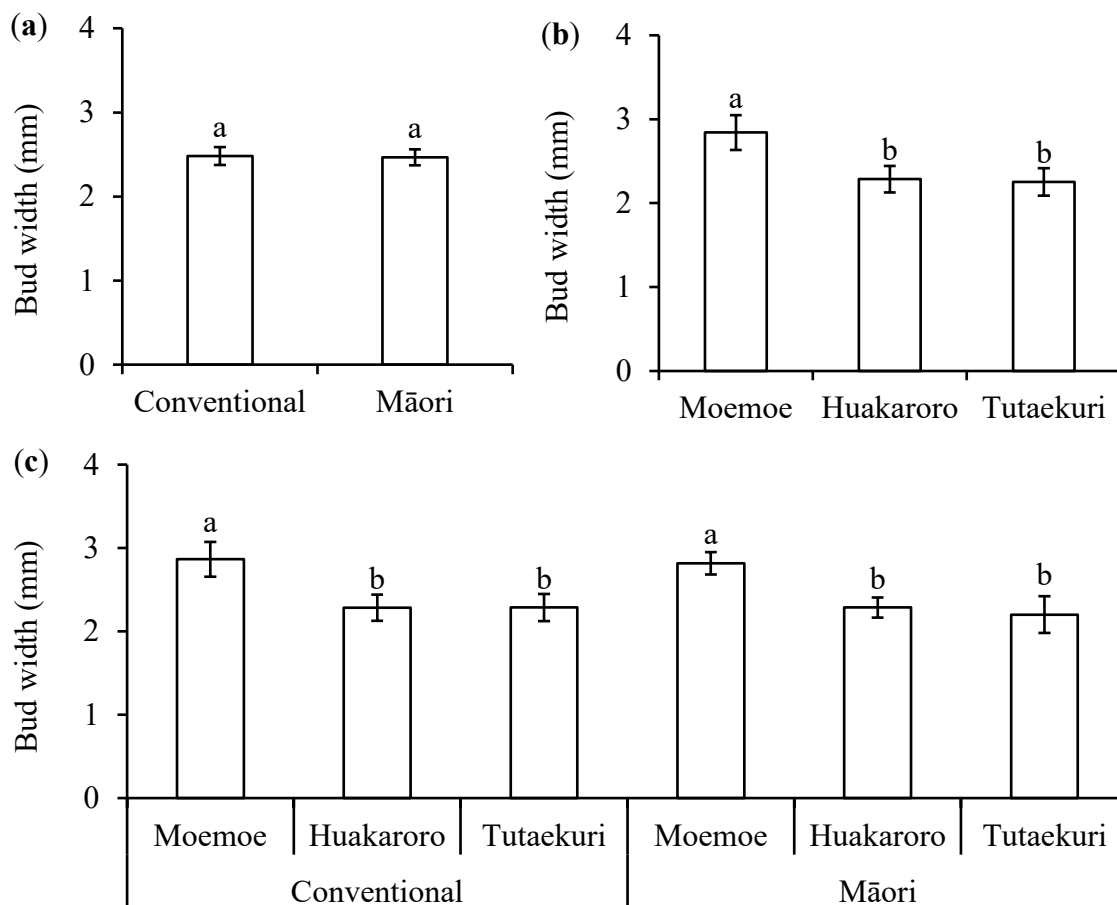 (a)
4
3
2
1
0
Bud width (mm)
a
a
Conventional Māori
(b)
4
3
2
1
0
Bud width (mm)
a
b
b
Moemoe Huakaroro Tutaekuri
(c)
4
3
2
1
0
Bud width (mm)
a
b
b
a
b
b
Moemoe Huakaroro Tutaekuri Moemoe Huakaroro Tutaekuri
Conventional Māori